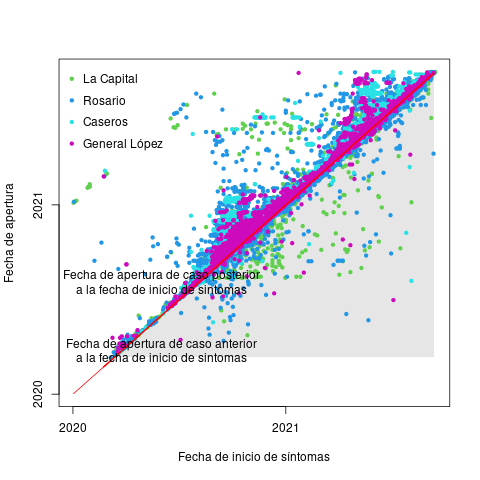 La Capital
Rosario
Caseros
General López
Fecha de apertura
2021
2020
Fecha de apertura de caso posterior
a la fecha de inicio de sintomas
Fecha de apertura de caso anterior
a la fecha de inicio de sintomas
2020
2021
Fecha de inicio de síntomas